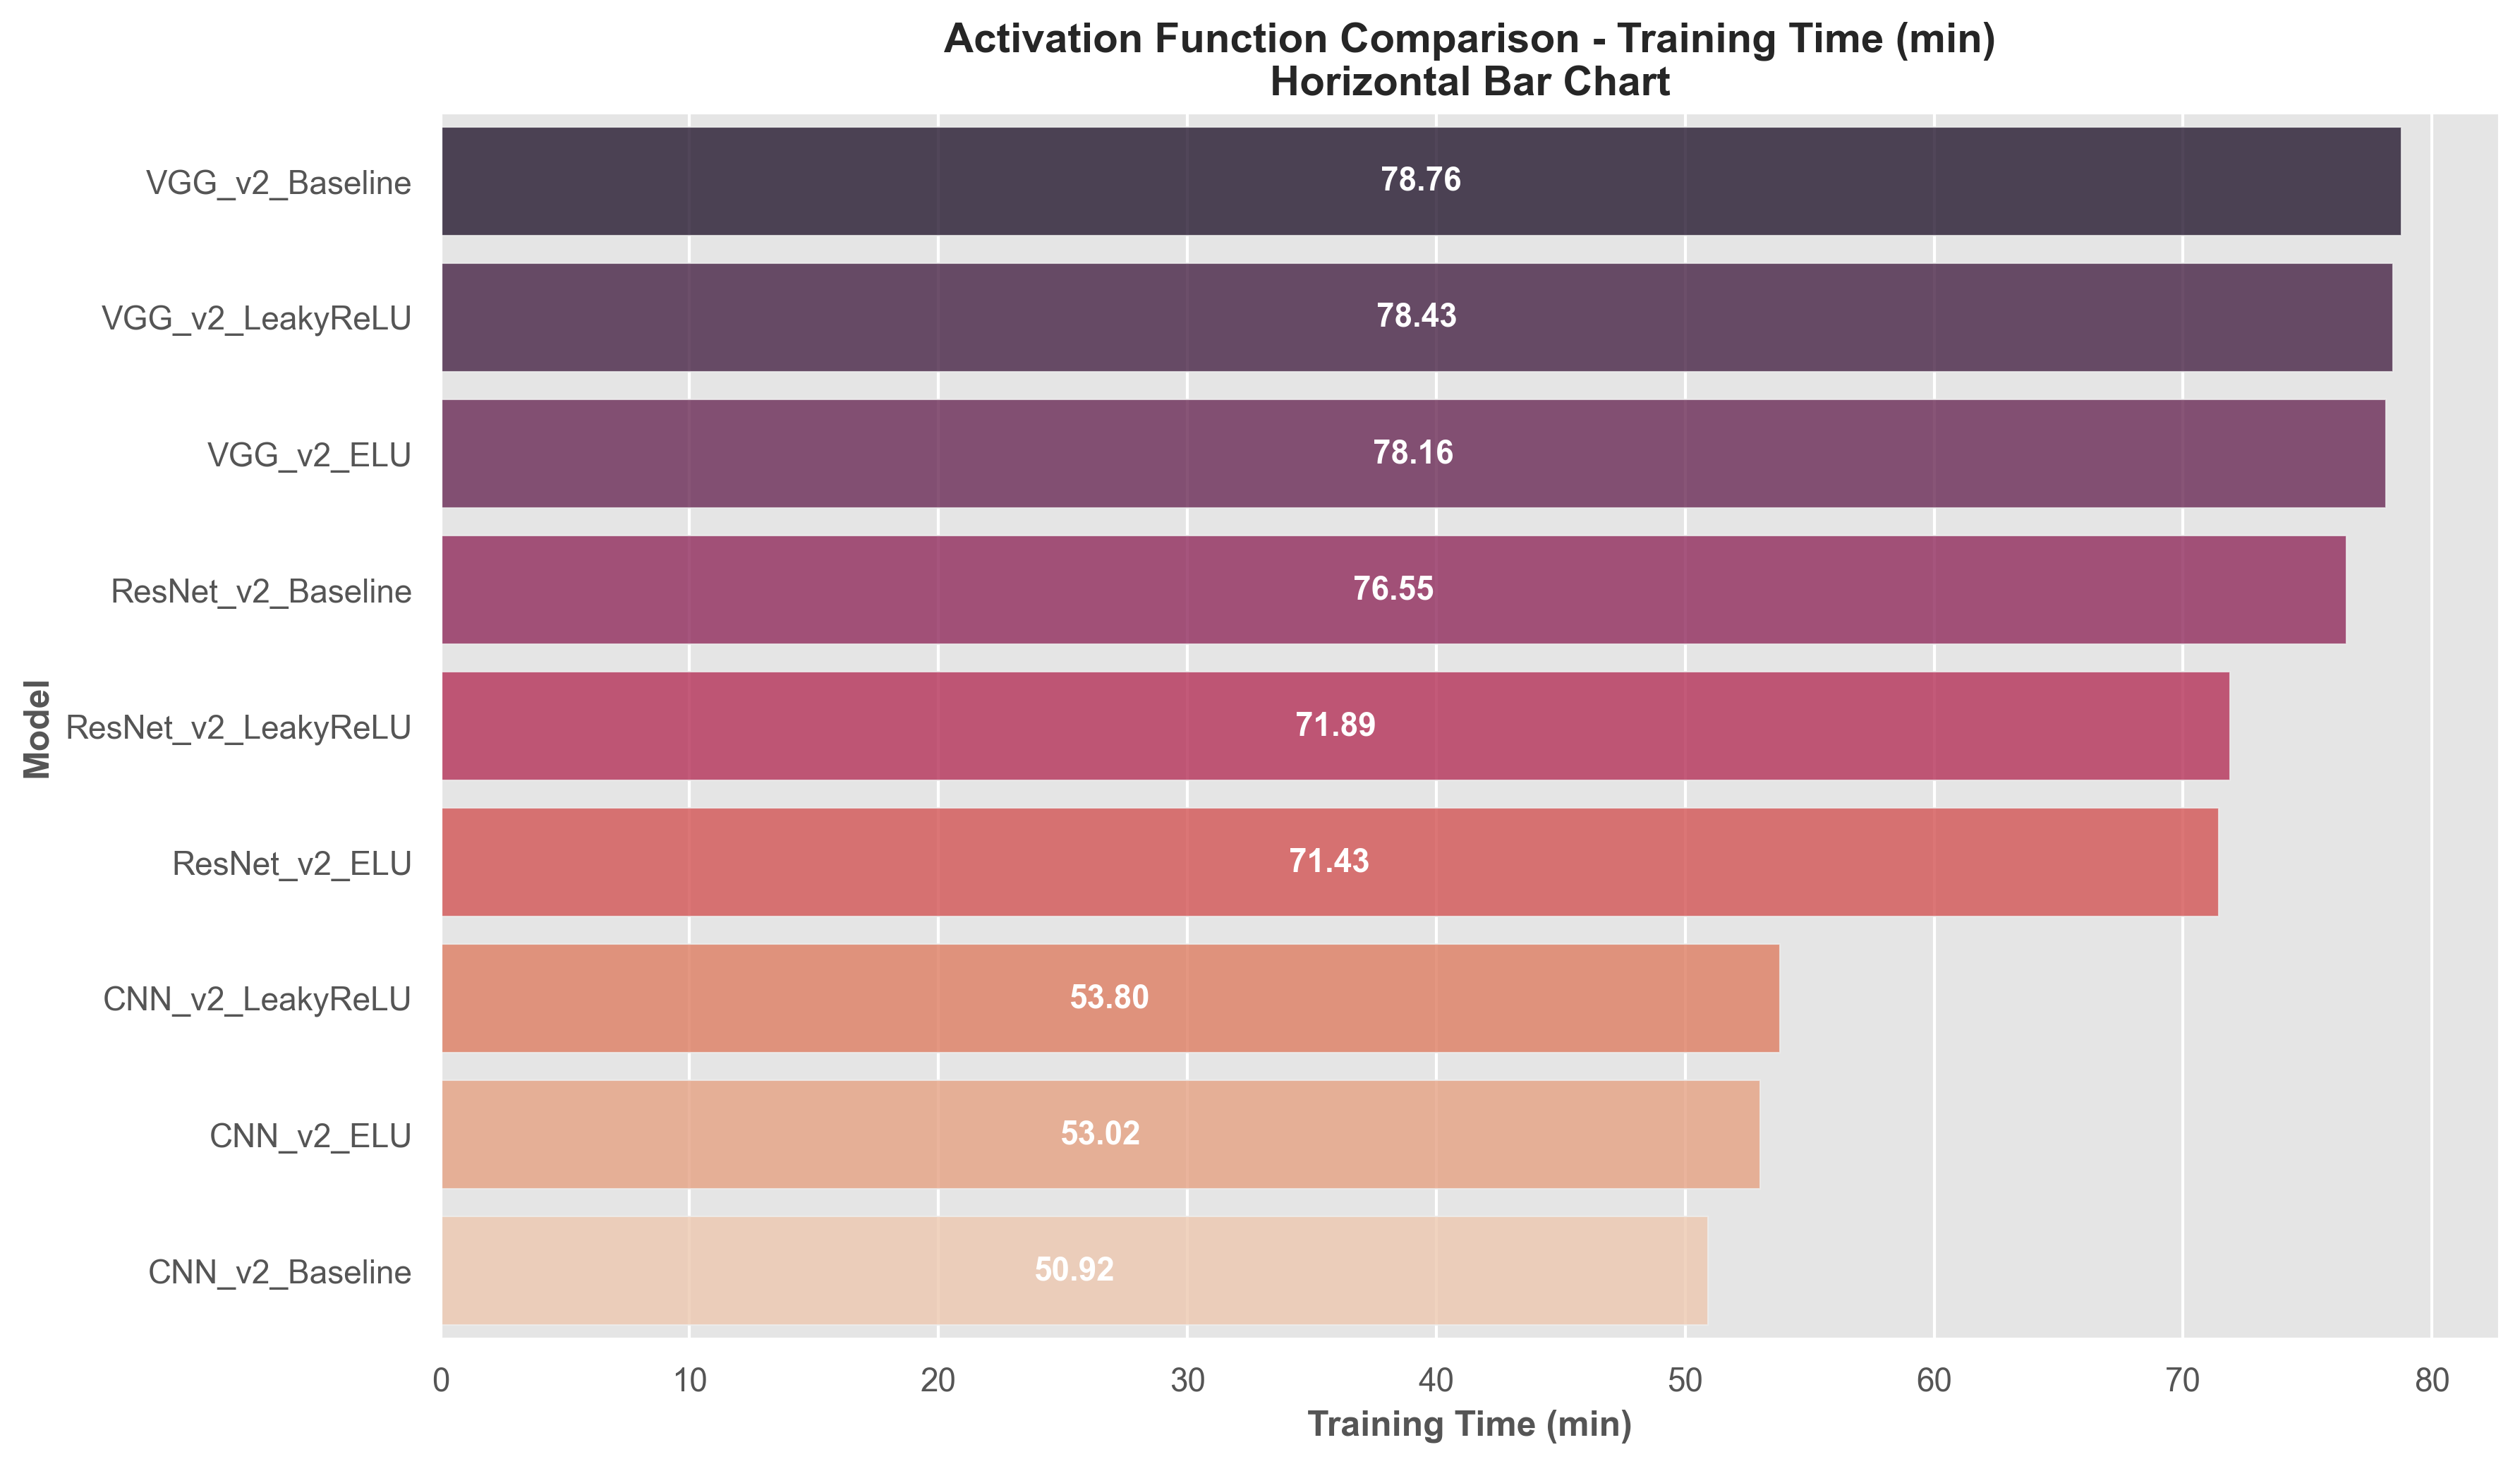 Activation Function Comparison - Training Time (min)
Horizontal Bar Chart
Model
VGG_v2_Baseline
78.76
VGG_v2_LeakyReLU
78.43
VGG_v2_ELU
78.16
ResNet_v2_Baseline
76.55
ResNet_v2_LeakyReLU
71.89
ResNet_v2_ELU
71.43
CNN_v2_LeakyReLU
53.80
CNN_v2_ELU
53.02
CNN_v2_Baseline
50.92
0 10 20 30 40 50 60 70 80
Training Time (min)